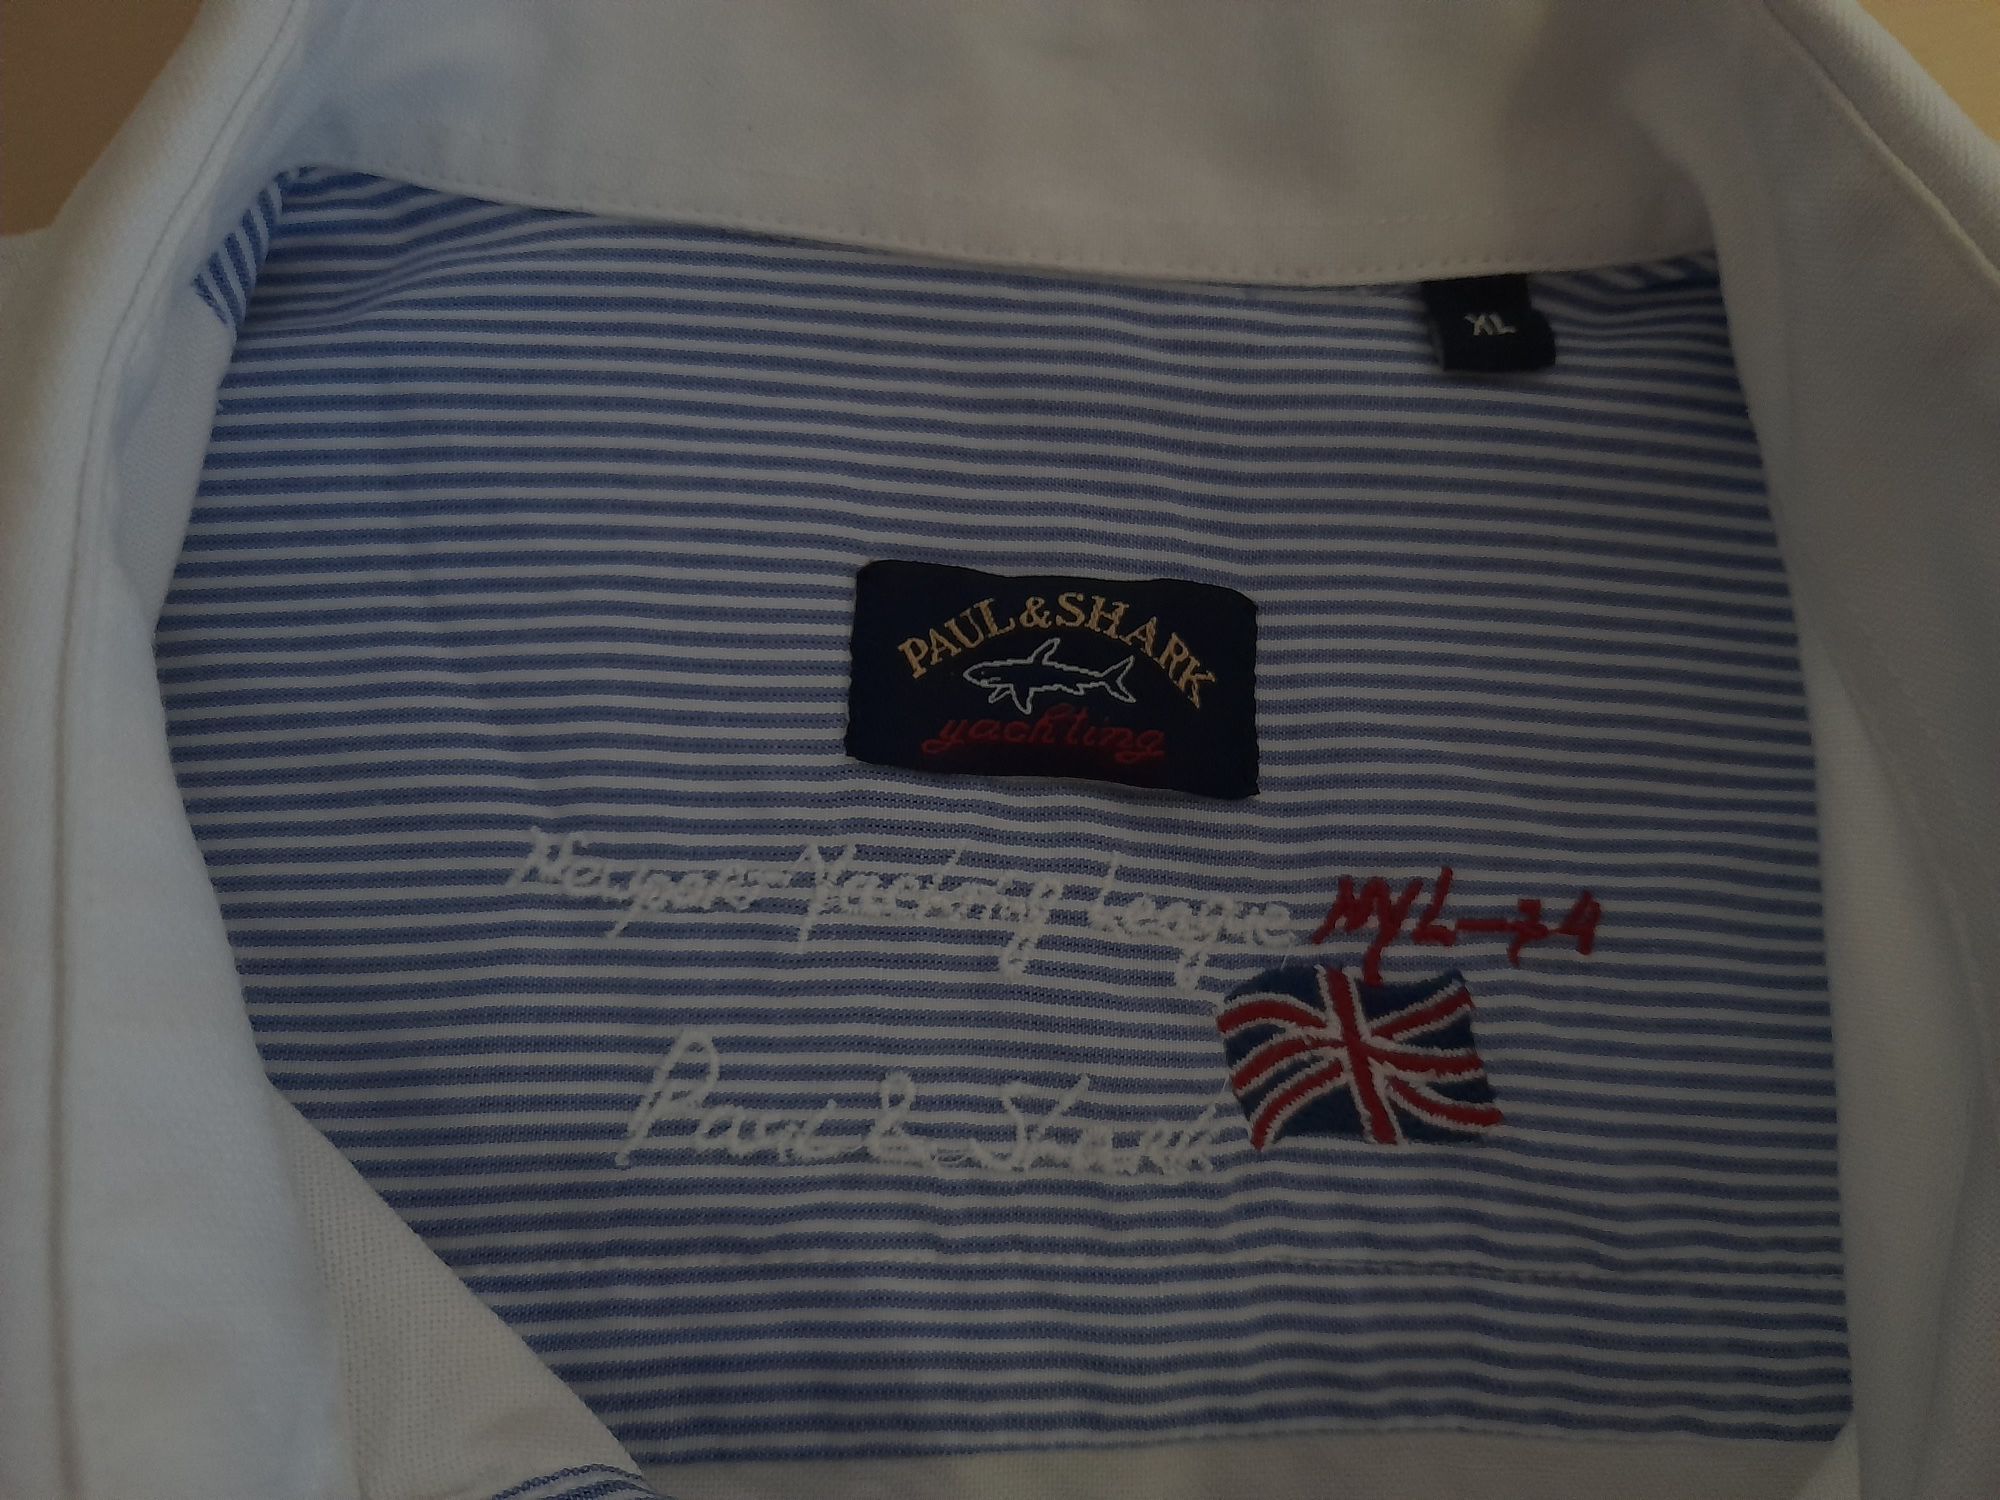 XL
PAUL & SHARK
yachting
Newport Yachting League NYL-34
Paul & Shark